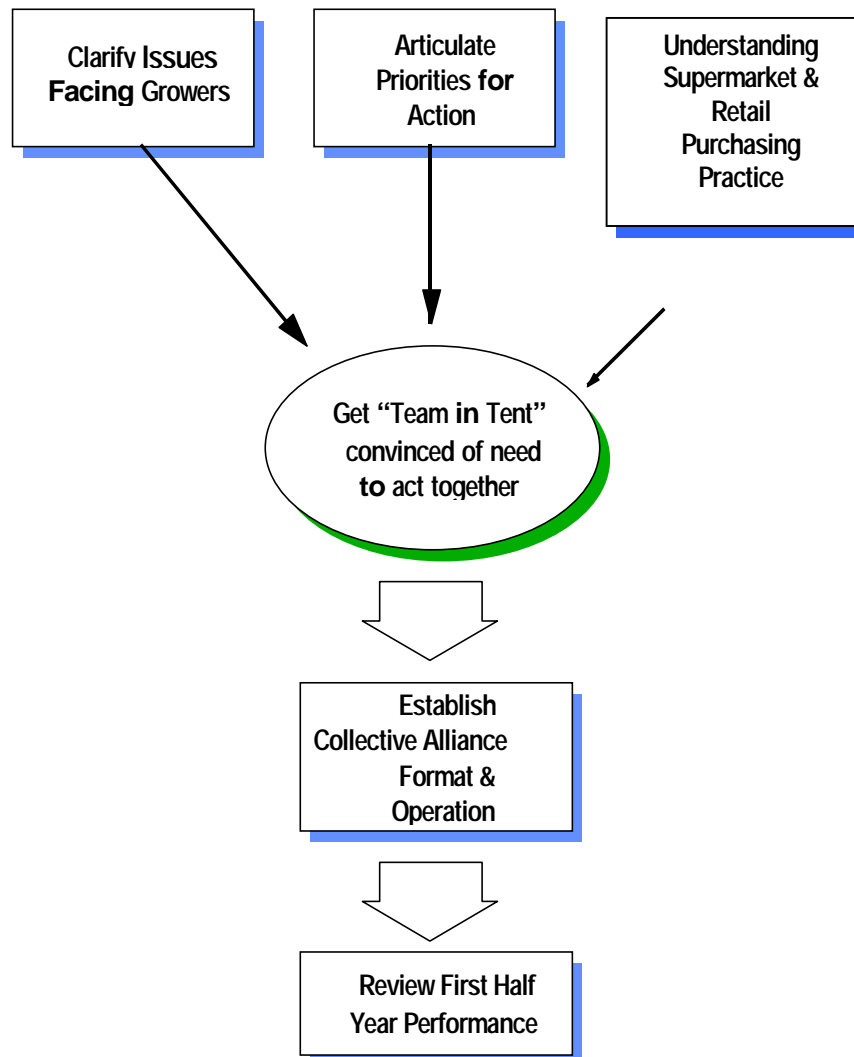 Clarify Issues
Facing Growers
Articulate
Priorities for
Action
Understanding
Supermarket &
Retail
Purchasing
Practice
Get “Team in Tent”
convinced of need
to act together
Establish
Collective Alliance
Format &
Operation
Review First Half
Year Performance